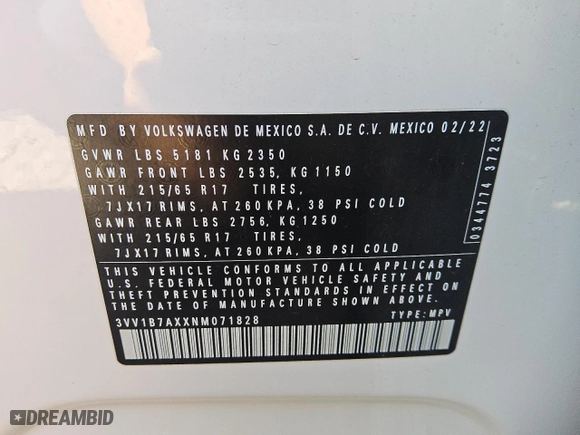 MFD BY VOLKSWAGEN DE MEXICO S.A. DE C.V. MEXICO 02/22
GVWR LBS 5181 KG 2350
GAWR FRONT LBS 2535, KG 1150
WITH 215/65 R17 TIRES,
7JX17 RIMS, AT 260 KPA, 38 PSI COLD
GAWR REAR LBS 2756, KG 1250
WITH 215/65 R17 TIRES,
7JX17 RIMS, AT 260 KPA, 38 PSI COLD
THIS VEHICLE CONFORMS TO ALL APPLICABLE
U.S. FEDERAL MOTOR VEHICLE SAFETY AND
THEFT PREVENTION STANDARDS IN EFFECT
ON THE DATE OF MANUFACTURE SHOWN ABOVE.
3VV1B7AXXNM071828 TYPE: MPV
0344774 3723
DREAMBID